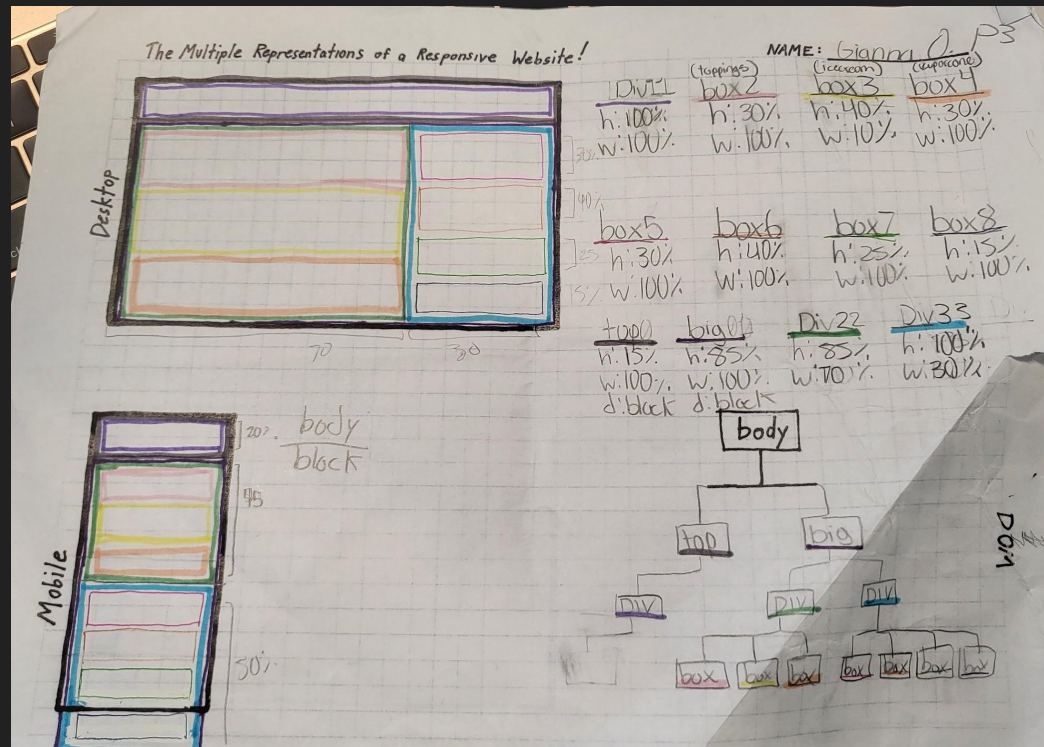 The Multiple Representations of a Responsive Website!
NAME: Gianna O. P3
Desktop
(toppings) (icecream)
Div11 box2 box3 box4
h:100% h:30% h:40% h:30%
w:100% w:100% w:10% w:100%
30%
40%
25
15%
box5 box6 box7 box8
h:30% h:40% h:25% h:15%
w:100% w:100% w:100% w:100%
70 30
top big Div22 Div33
h:15% h:85% h:85% h:100%
w:100% w:100% w:70% w:30%
d:block d:block
Mobile
20%
45
50%
body
block
body
top big
DIV DIV DIV
box box box box box box box
Dom